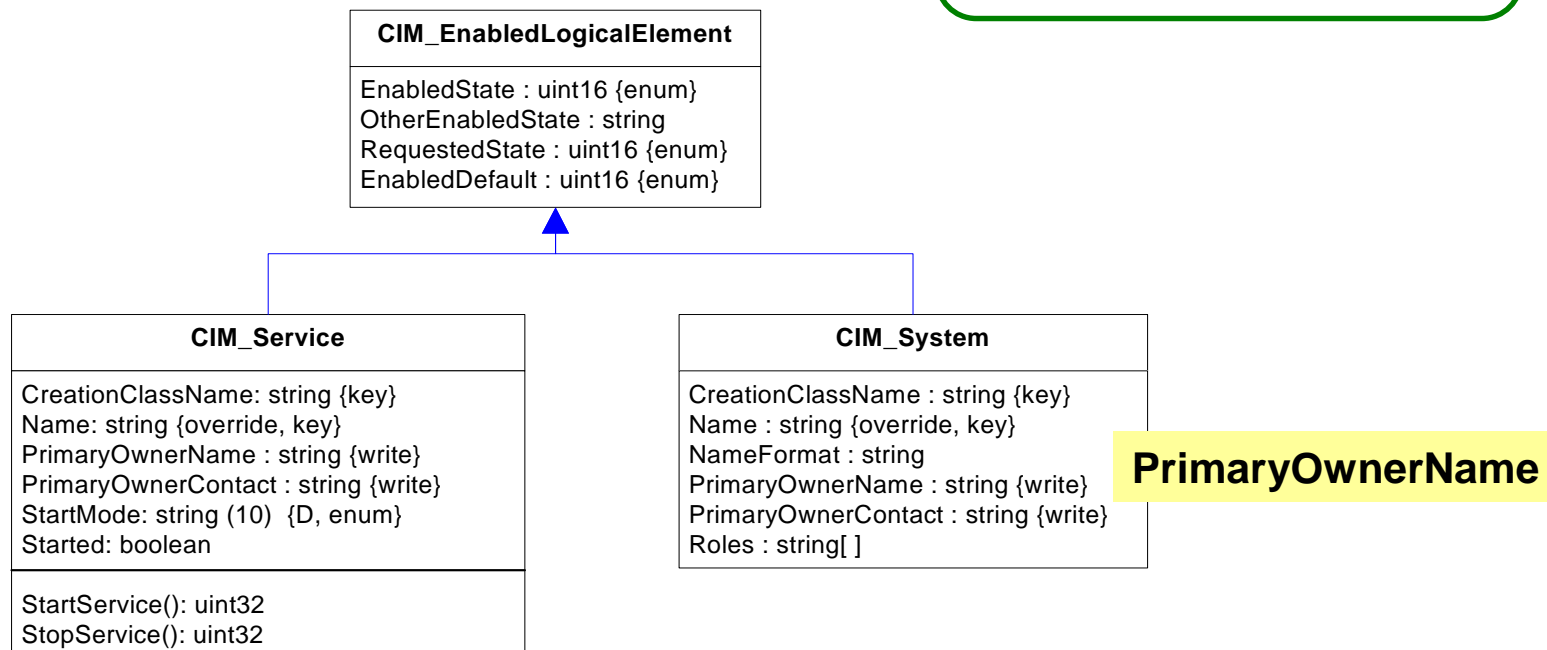 CIM_EnabledLogicalElement
EnabledState : uint16 {enum}
OtherEnabledState : string
RequestedState : uint16 {enum}
EnabledDefault : uint16 {enum}
CIM_Service
CreationClassName: string {key}
Name: string {override, key}
PrimaryOwnerName : string {write}
PrimaryOwnerContact : string {write}
StartMode: string (10)  {D, enum}
Started: boolean
StartService(): uint32
StopService(): uint32
CIM_System
CreationClassName : string {key}
Name : string {override, key}
NameFormat : string
PrimaryOwnerName : string {write}
PrimaryOwnerContact : string {write}
Roles : string[ ]
PrimaryOwnerName